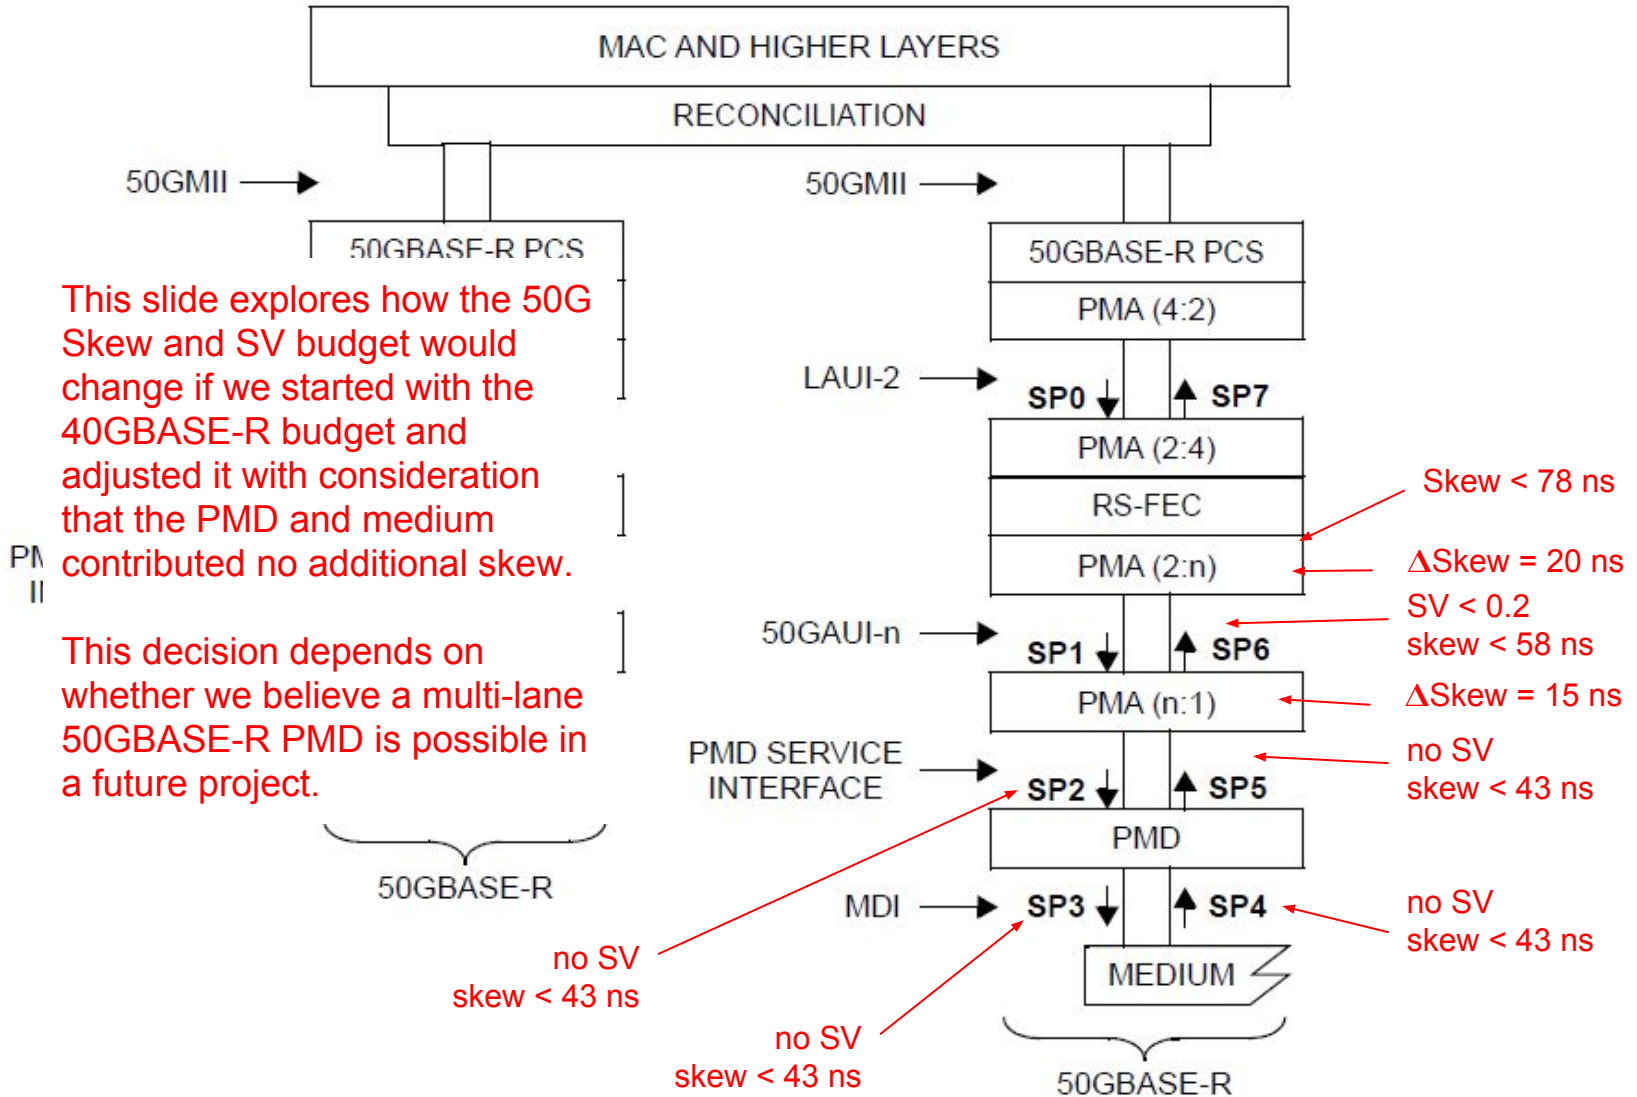 MAC AND HIGHER LAYERS
RECONCILIATION
50GMII
50GMII
50GBASE-R PCS
50GBASE-R PCS
PMA (4:2)
This slide explores how the 50G
Skew and SV budget would
change if we started with the
40GBASE-R budget and
adjusted it with consideration
that the PMD and medium
contributed no additional skew.
This decision depends on
whether we believe a multi-lane
50GBASE-R PMD is possible in
a future project.
50GBASE-R
LAUI-2
SP0
SP7
PMA (2:4)
RS-FEC
Skew < 78 ns
PMA (2:n)
ΔSkew = 20 ns
50GAUI-n
SP1
SP6
SV < 0.2
skew < 58 ns
PMA (n:1)
ΔSkew = 15 ns
PMD SERVICE
INTERFACE
SP2
SP5
no SV
skew < 43 ns
PMD
MDI
SP3
SP4
no SV
skew < 43 ns
no SV
skew < 43 ns
MEDIUM
no SV
skew < 43 ns
50GBASE-R